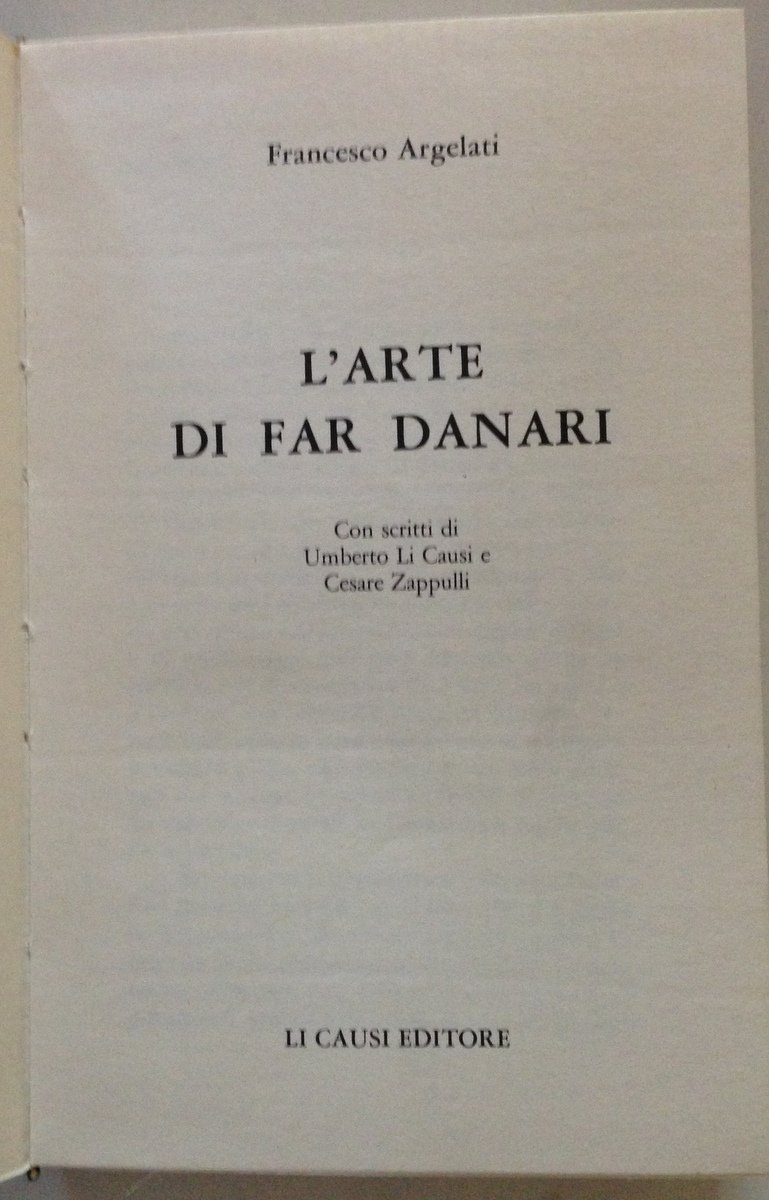 Francesco Argelati
L'ARTE
DI FAR DANARI
Con scritti di
Umberto Li Causi e
Cesare Zappulli
LI CAUSI EDITORE